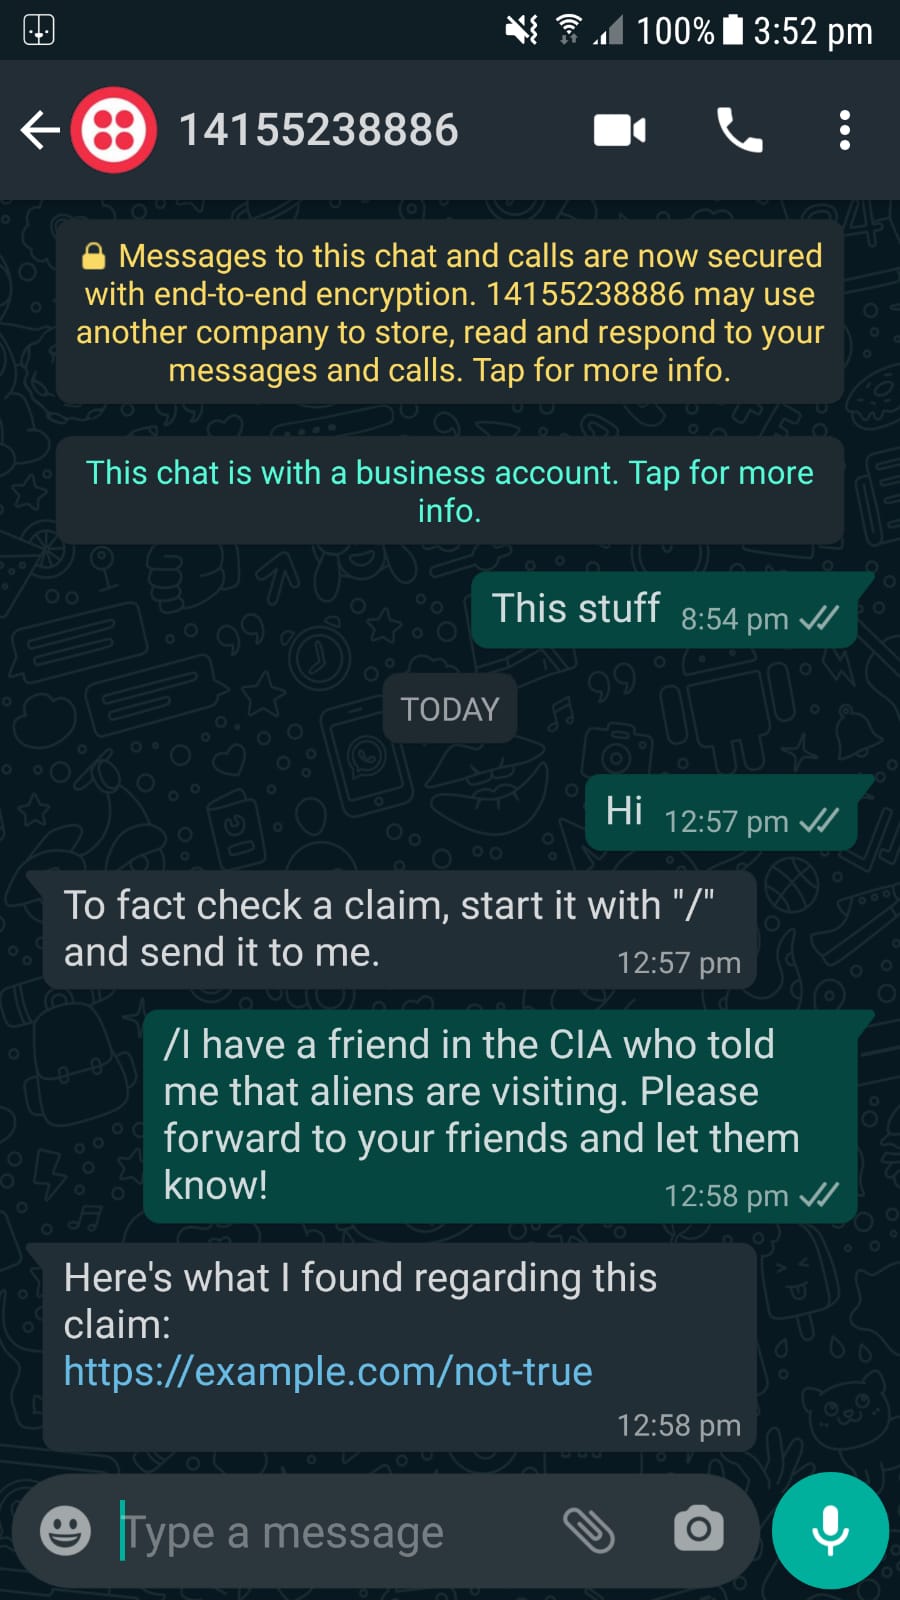 100% 3:52 pm
14155238886
Messages to this chat and calls are now secured
with end-to-end encryption. 14155238886 may use
another company to store, read and respond to your
messages and calls. Tap for more info.
This chat is with a business account. Tap for more
info.
This stuff 8:54 pm
TODAY
Hi 12:57 pm
To fact check a claim, start it with "/"
and send it to me. 12:57 pm
/I have a friend in the CIA who told
me that aliens are visiting. Please
forward to your friends and let them
know! 12:58 pm
Here's what I found regarding this
claim:
https://example.com/not-true
12:58 pm
Type a message